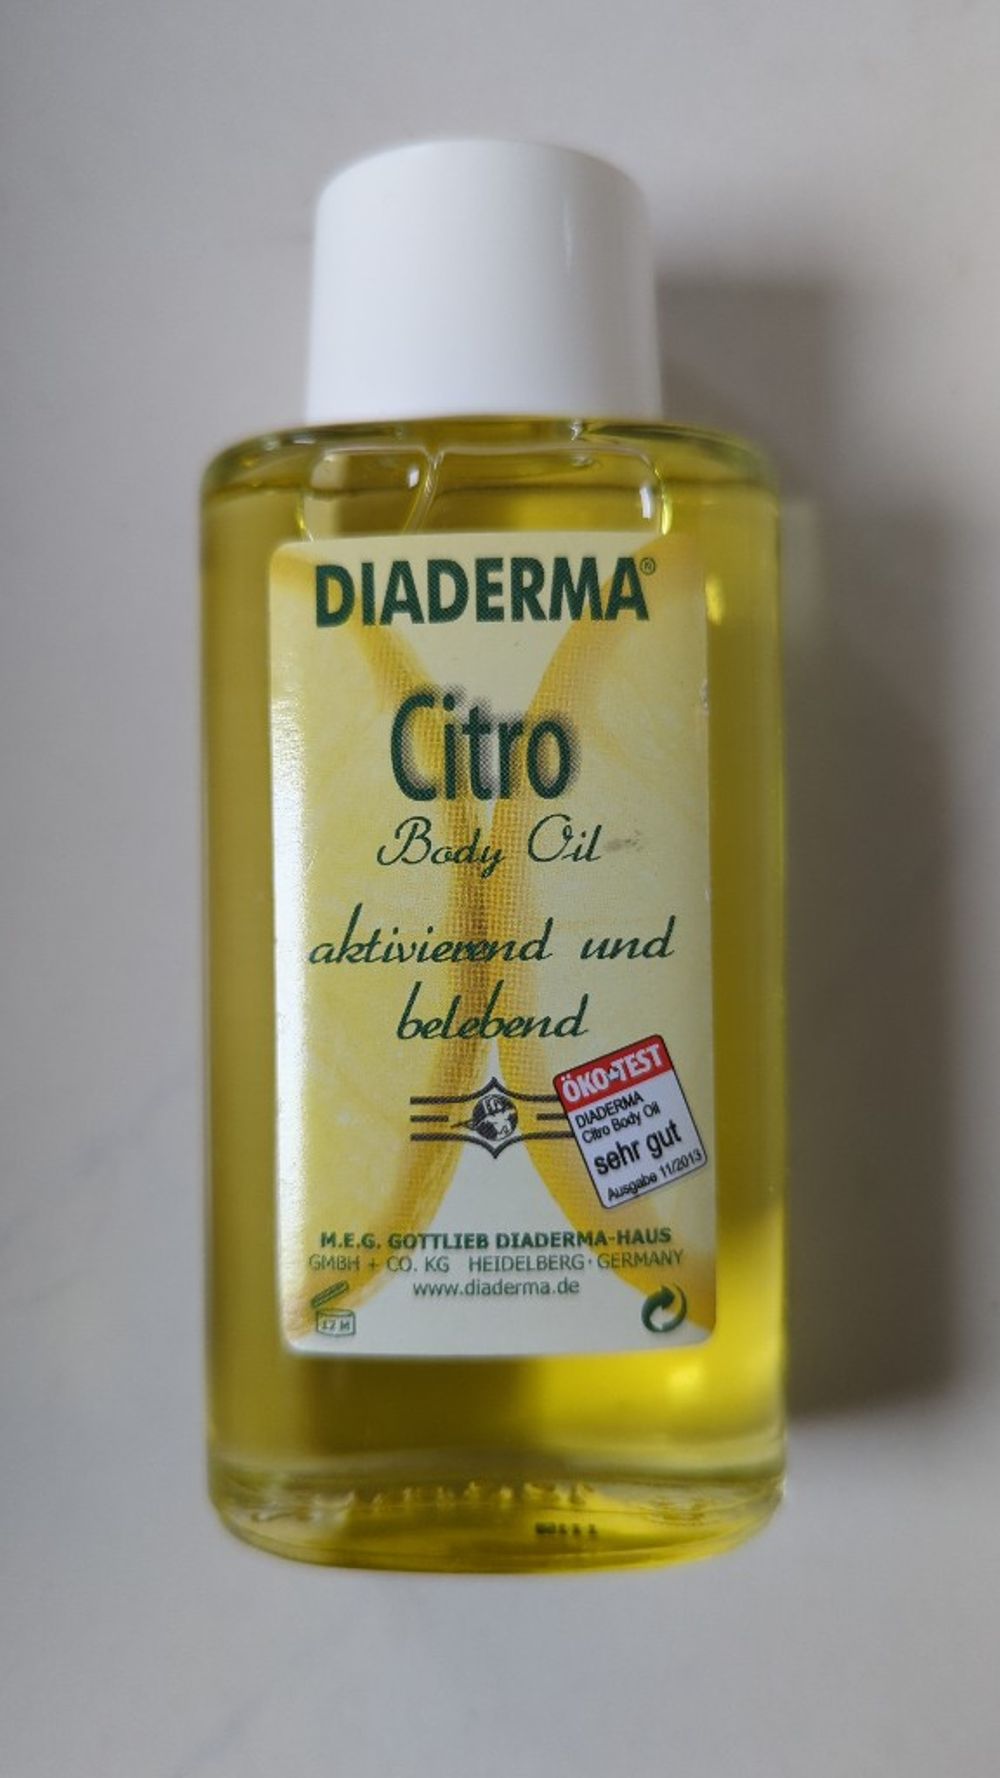 DIADERMA®
Citro
Body Oil
aktivierend und
belebend
ÖKO-TEST
DIADERMA
Citro Body Oil
sehr gut
Ausgabe 11/2013
M.E.G. GOTTLIEB DIADERMA-HAUS
GMBH + CO. KG HEIDELBERG · GERMANY
www.diaderma.de
12 M